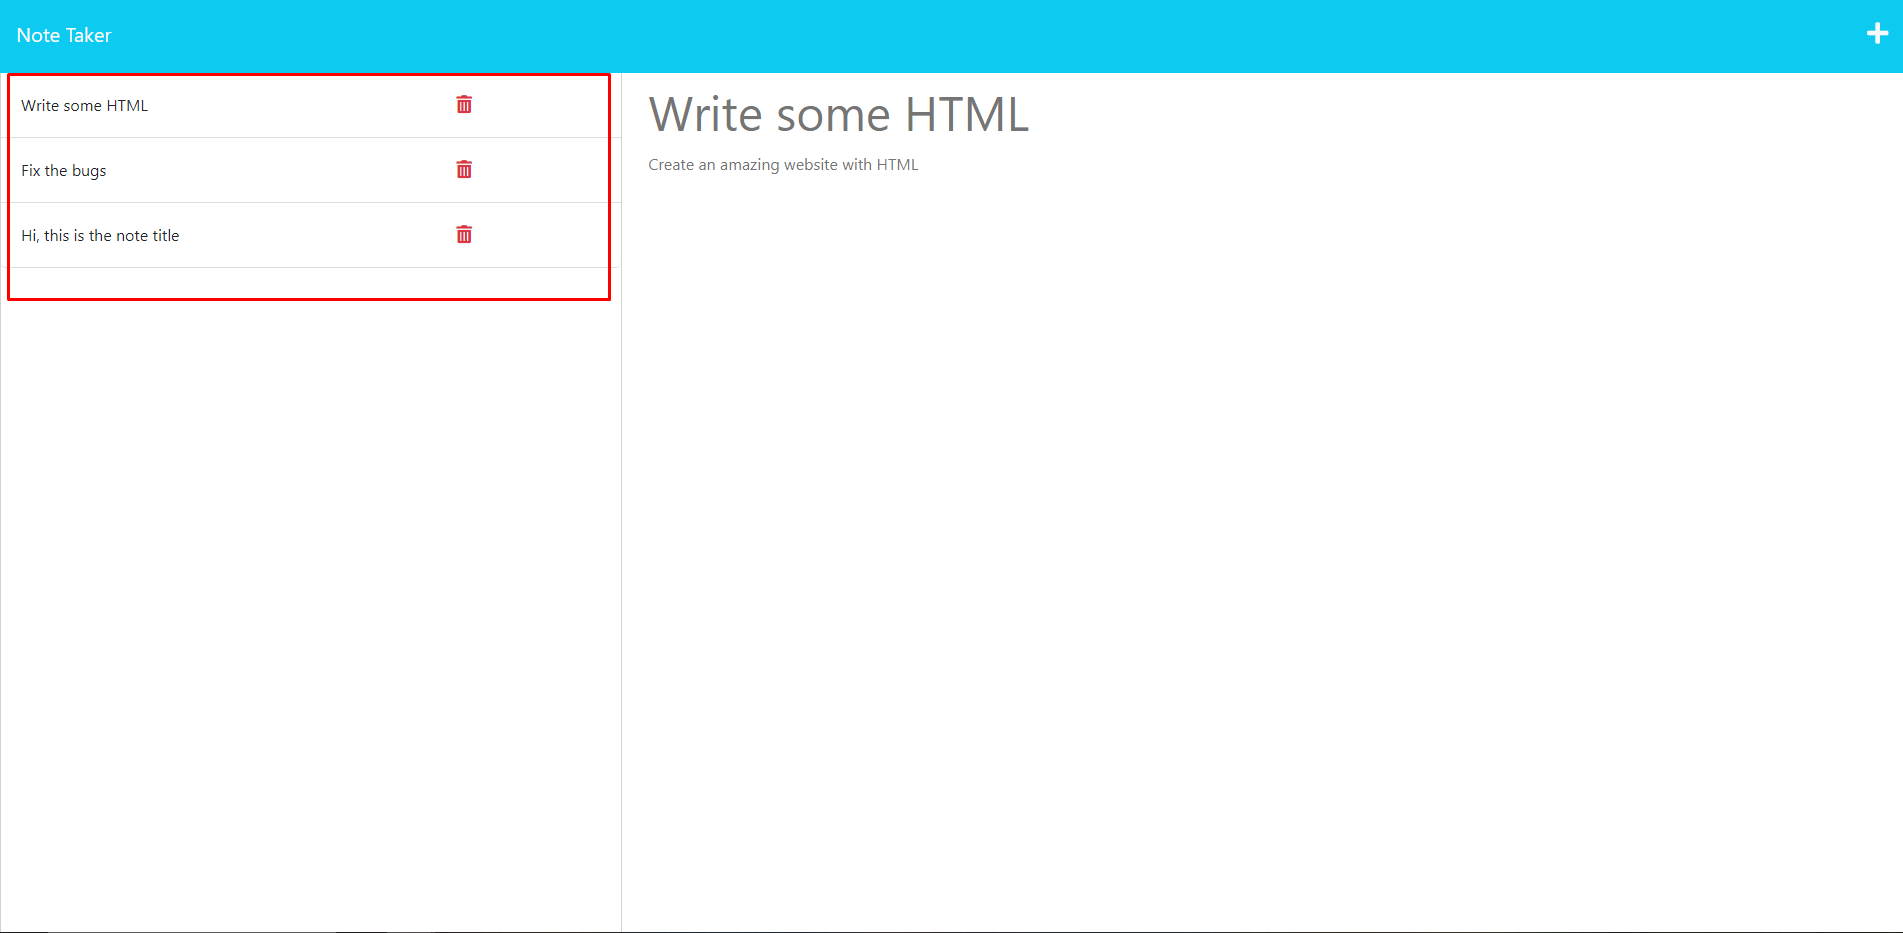 Note Taker
Write some HTML
Fix the bugs
Hi, this is the note title
Write some HTML
Create an amazing website with HTML